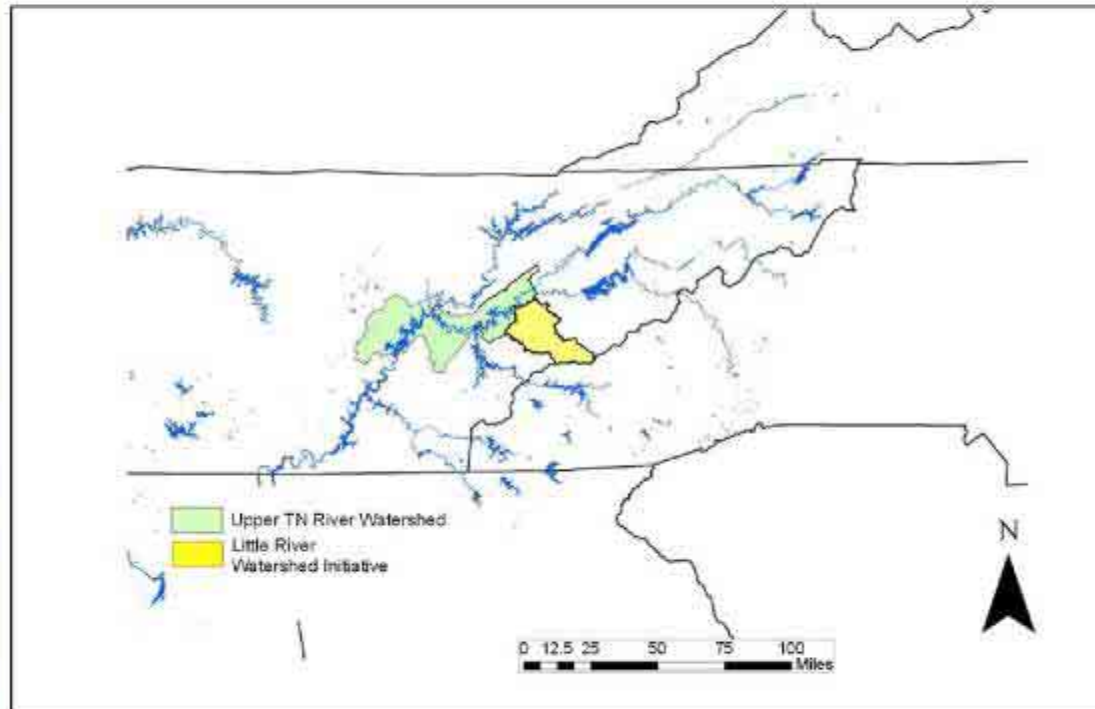 Upper TN River Watershed
Little River
Watershed Initiative
N
0 12.5 25 50 75 100
Miles